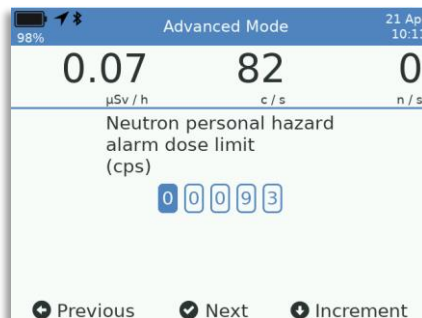 98%
Advanced Mode
21 Ap
10:11
0.07 82 0
µSv / h c / s n / s
Neutron personal hazard
alarm dose limit
(cps)
0 0 0 9 3
Previous Next Increment